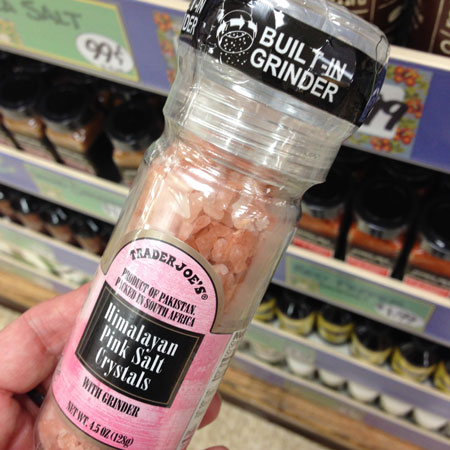 SALT
99¢
BUILT-IN
GRINDER
TRADER JOE'S®
PRODUCT OF PAKISTAN.
PACKED IN SOUTH AFRICA
Himalayan
Pink Salt
Crystals
WITH GRINDER
NET WT. 4.5 OZ (128g)